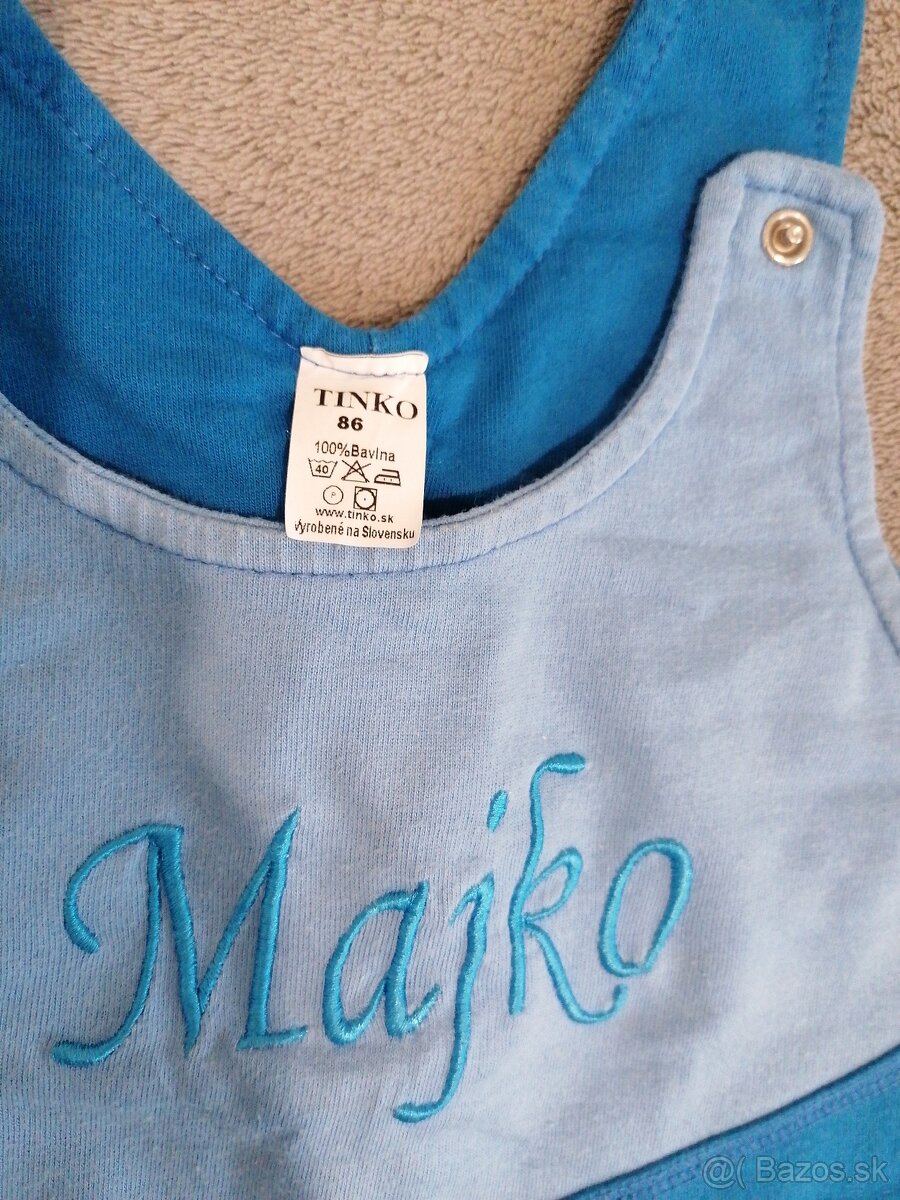 TINKO
86
100%Bavlna
40
P
www.tinko.sk
Vyrobené na Slovensku
Majko
@( Bazos.sk